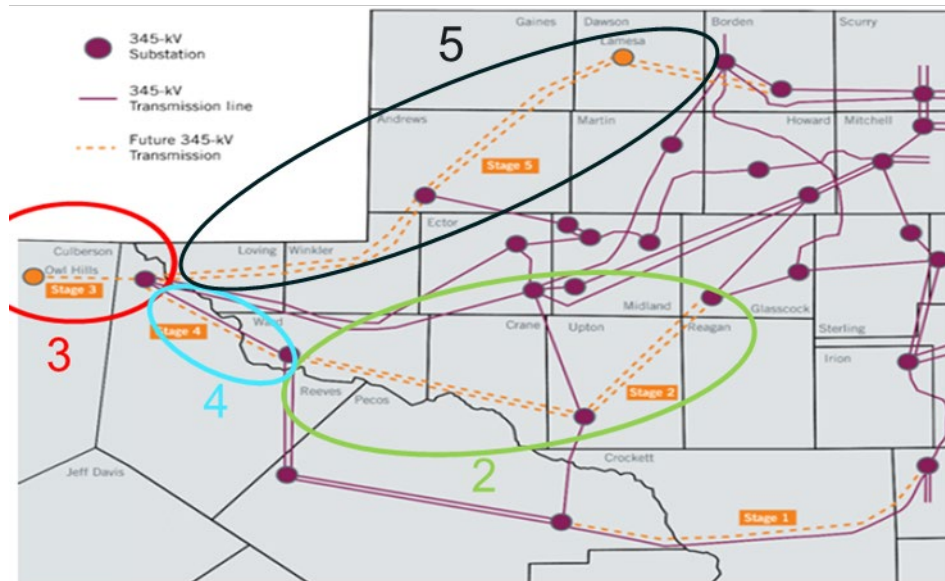 345-kV
Substation
345-kV
Transmission line
Future 345-kV
Transmission
5
Gaines
Dawson
Lamesa
Borden
Scurry
Andrews
Martin
Howard
Mitchell
Stage 5
Ector
Culberson
Loving
Winkler
Owl Hills
Stage 3
3
Stage 4
4
Ward
Midland
Glasscock
Crane
Upton
Reagan
Sterling
Irion
Reeves
Pecos
Stage 2
2
Jeff Davis
Crockett
Stage 1